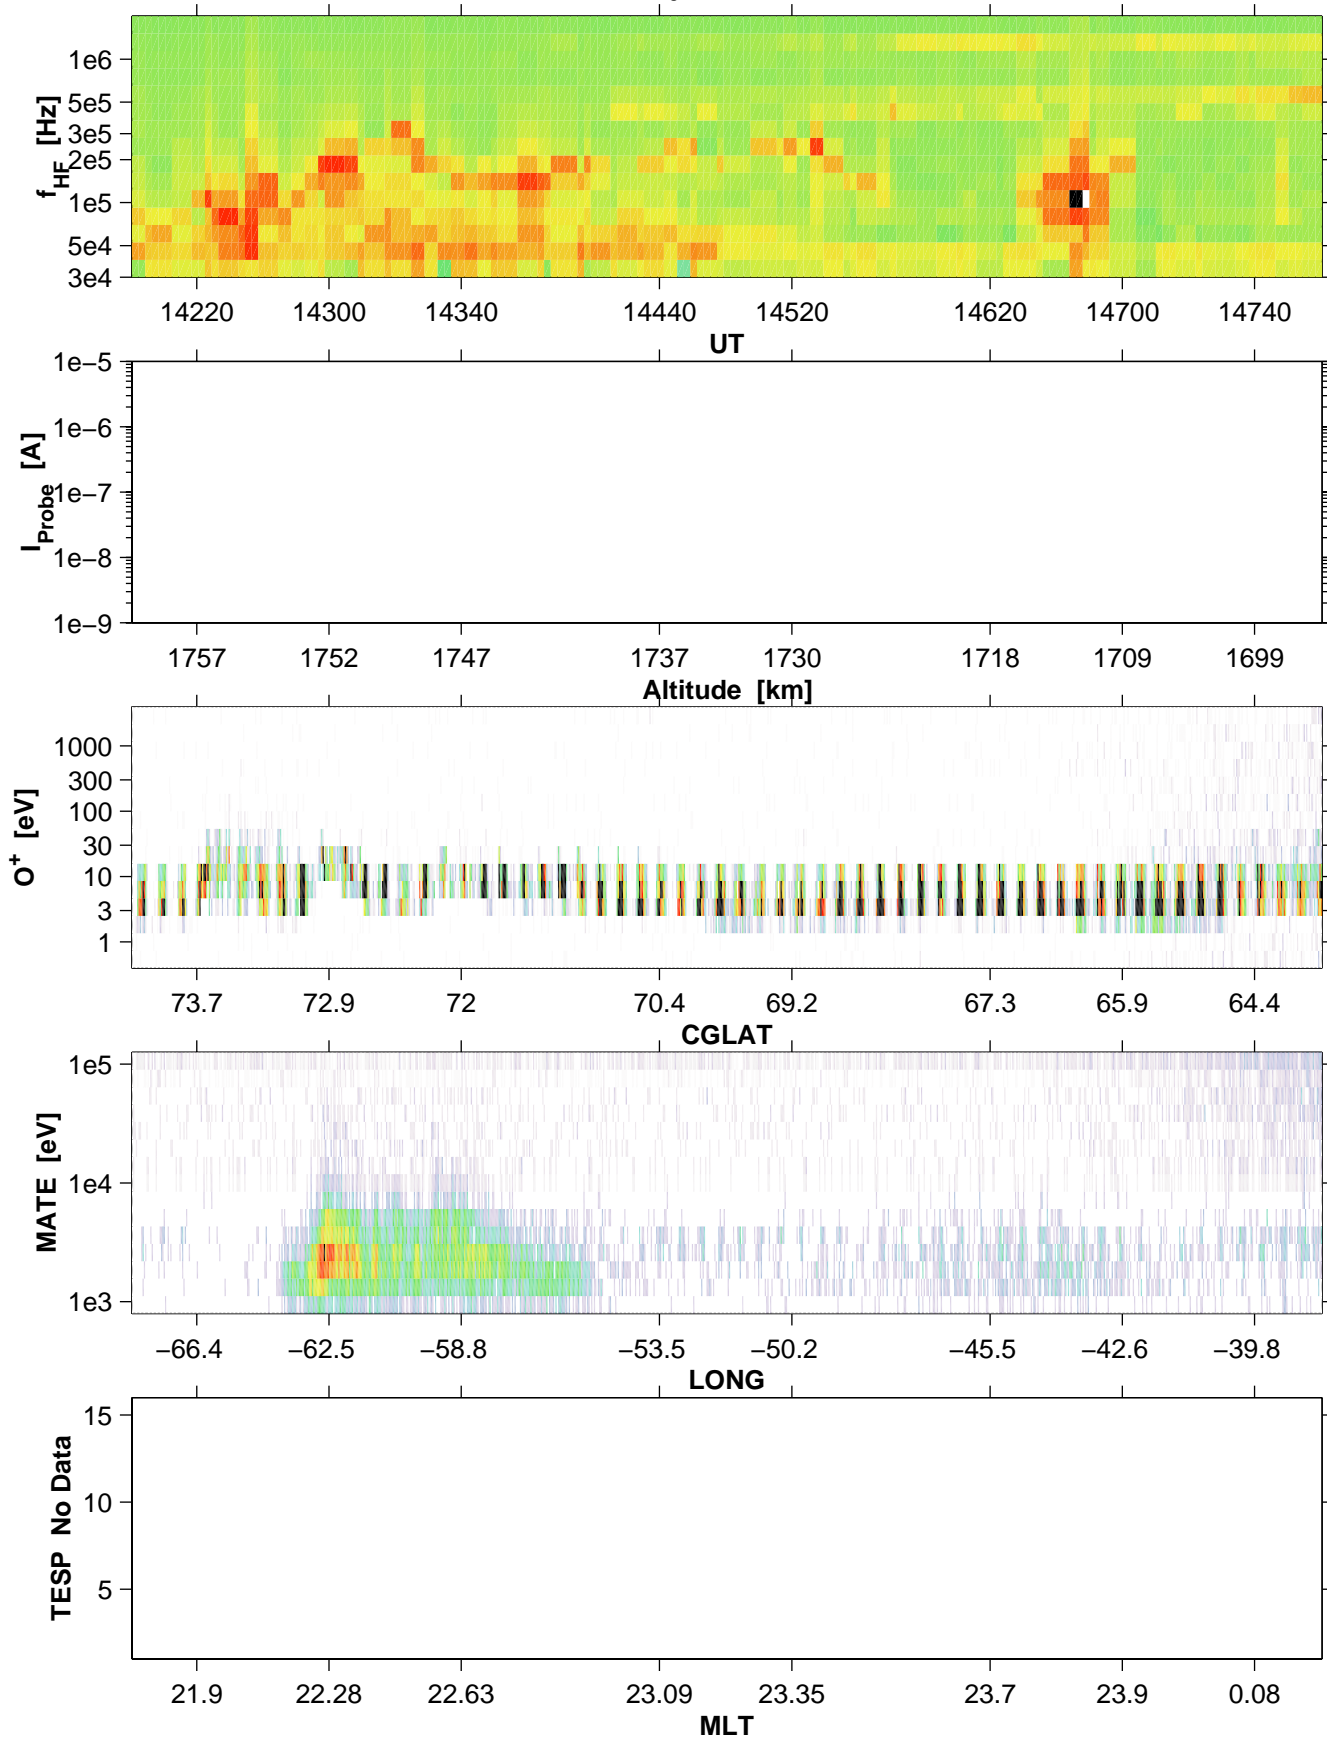 f_HF [Hz]
1e6
5e5
3e5
2e5
1e5
5e4
3e4
14220 14300 14340 14440 14520 14620 14700 14740
UT
I_Probe [A]
1e−5
1e−6
1e−7
1e−8
1e−9
1757 1752 1747 1737 1730 1718 1709 1699
Altitude [km]
O⁺ [eV]
1000
300
100
30
10
3
1
73.7 72.9 72 70.4 69.2 67.3 65.9 64.4
CGLAT
MATE [eV]
1e5
1e4
1e3
−66.4 −62.5 −58.8 −53.5 −50.2 −45.5 −42.6 −39.8
LONG
TESP No Data
15
10
5
21.9 22.28 22.63 23.09 23.35 23.7 23.9 0.08
MLT